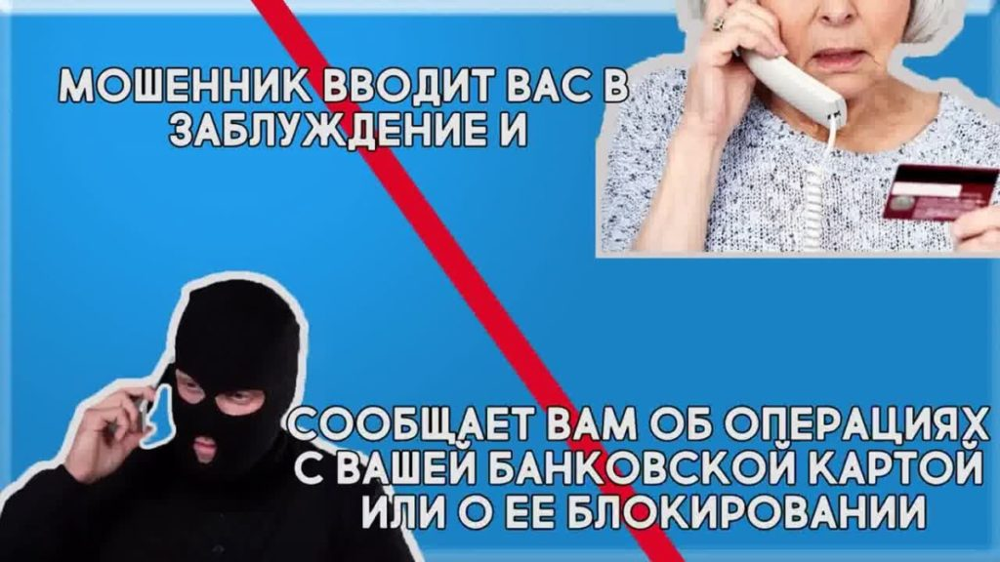 МОШЕННИК ВВОДИТ ВАС В
ЗАБЛУЖДЕНИЕ И
СООБЩАЕТ ВАМ ОБ ОПЕРАЦИЯХ
С ВАШЕЙ БАНКОВСКОЙ КАРТОЙ
ИЛИ О ЕЕ БЛОКИРОВАНИИ